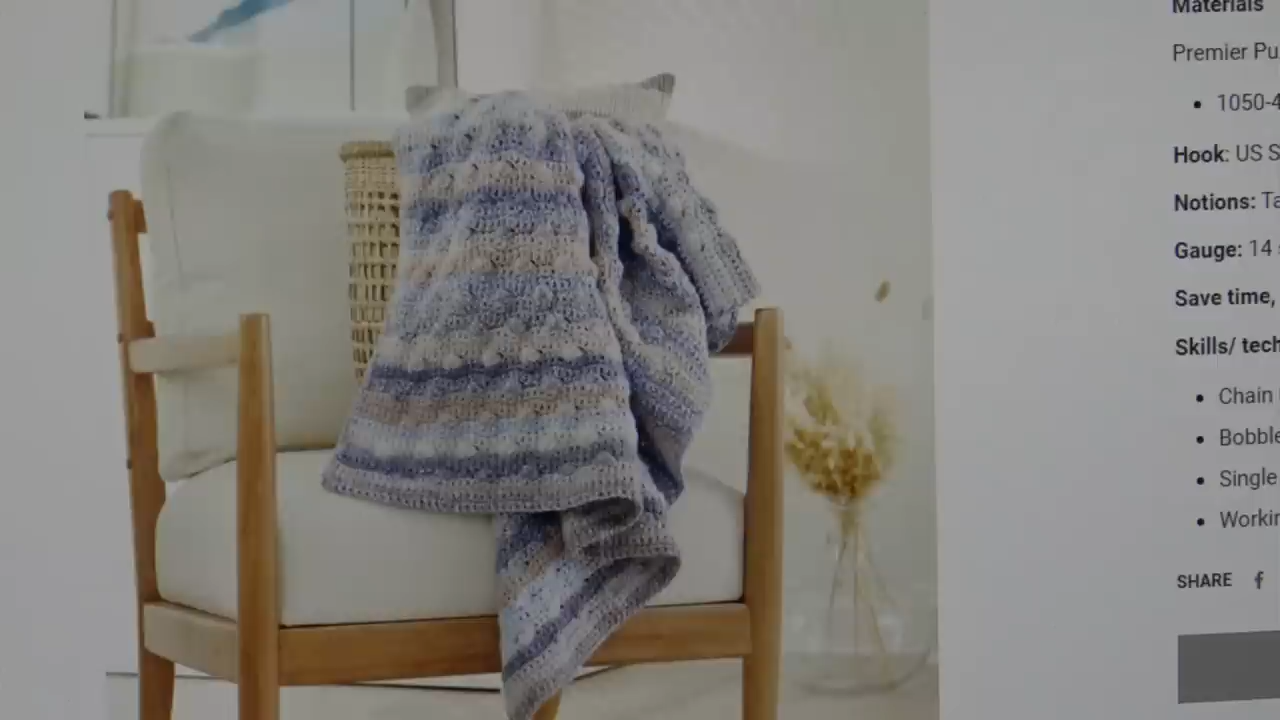 Materials
Premier Pu
1050-4
Hook: US S
Notions: Ta
Gauge: 14
Save time,
Skills/ tech
Chain
Bobble
Single
Workin
SHARE f